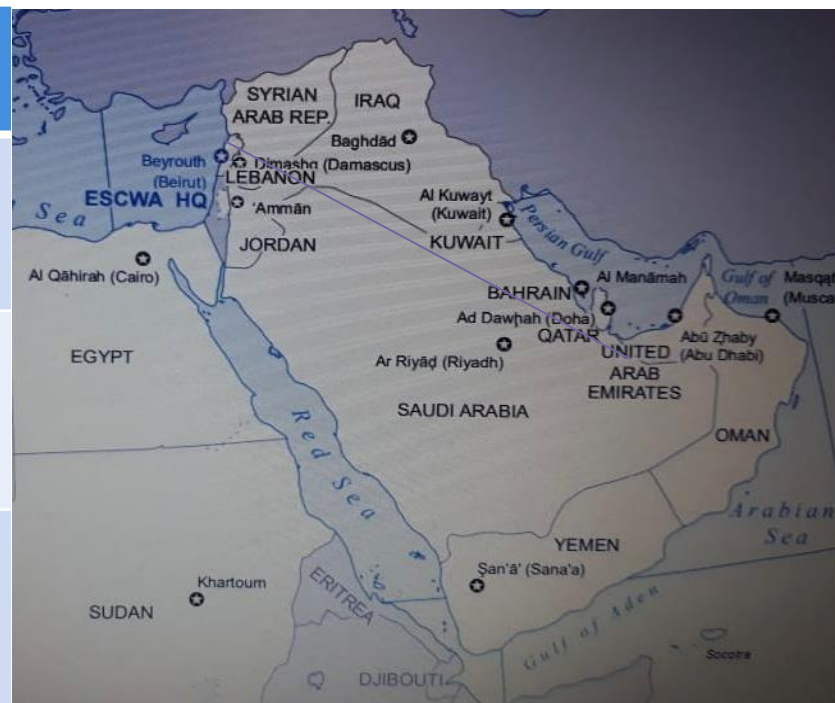 SYRIAN
ARAB REP.
IRAQ
Baghdād
Beyrouth
(Beirut)
Dimashq (Damascus)
LEBANON
ESCWA HQ
'Ammān
Sea
JORDAN
Al Kuwayt
(Kuwait)
KUWAIT
Persian Gulf
Al Qāhirah (Cairo)
Al Manāmah
BAHRAIN
Gulf of
Oman
Masqaţ
(Musca
Ad Dawḩah (Doha)
QATAR
Abū Z̧haby
(Abu Dhabi)
EGYPT
Ar Riyāḑ (Riyadh)
UNITED
ARAB
EMIRATES
SAUDI ARABIA
OMAN
Red Sea
Arabian
Sea
YEMEN
Şan'ā' (Sana'a)
Khartoum
SUDAN
ERITREA
Gulf of Aden
Socotra
DJIBOUTI